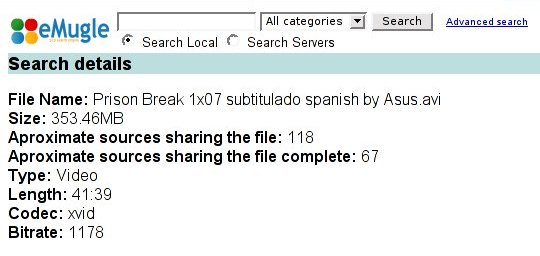 eMugle
All categories
Search
Advanced search
Search Local
Search Servers
Search details
File Name: Prison Break 1x07 subtitulado spanish by Asus.avi
Size: 353.46MB
Aproximate sources sharing the file: 118
Aproximate sources sharing the file complete: 67
Type: Video
Length: 41:39
Codec: xvid
Bitrate: 1178